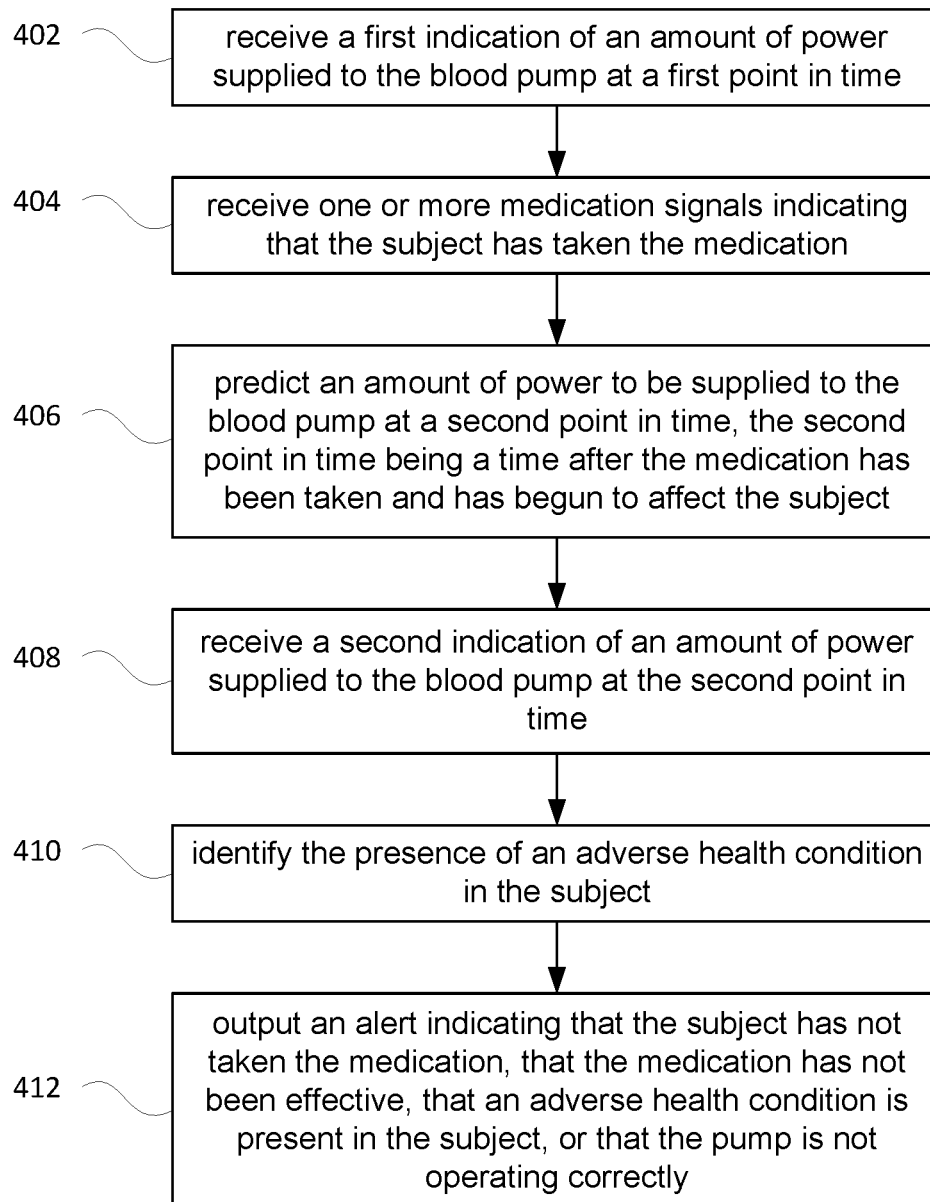 402
receive a first indication of an amount of power
supplied to the blood pump at a first point in time
404
receive one or more medication signals indicating
that the subject has taken the medication
406
predict an amount of power to be supplied to the
blood pump at a second point in time, the second
point in time being a time after the medication has
been taken and has begun to affect the subject
408
receive a second indication of an amount of power
supplied to the blood pump at the second point in
time
410
identify the presence of an adverse health condition
in the subject
412
output an alert indicating that the subject has not
taken the medication, that the medication has not
been effective, that an adverse health condition is
present in the subject, or that the pump is not
operating correctly